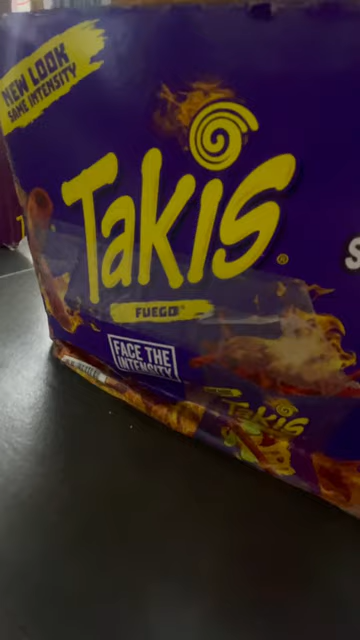 NEW LOOK
SAME INTENSITY
TaKiS®
FUEGO
FACE THE
INTENSITY
TaKiS
S